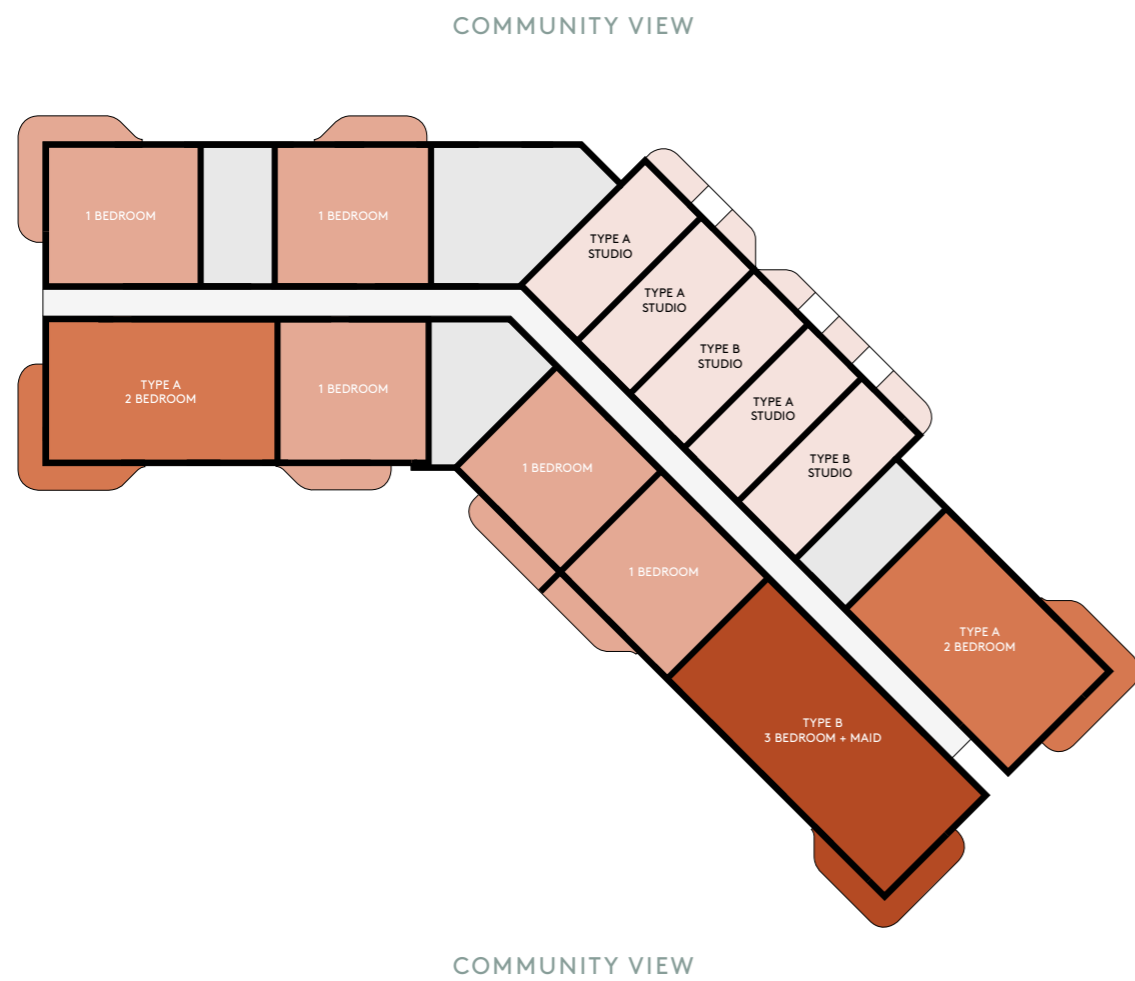 COMMUNITY VIEW
1 BEDROOM
1 BEDROOM
TYPE A
STUDIO
TYPE A
STUDIO
TYPE B
STUDIO
TYPE A
STUDIO
TYPE B
STUDIO
TYPE A
2 BEDROOM
1 BEDROOM
1 BEDROOM
1 BEDROOM
TYPE A
2 BEDROOM
TYPE B
3 BEDROOM + MAID
COMMUNITY VIEW